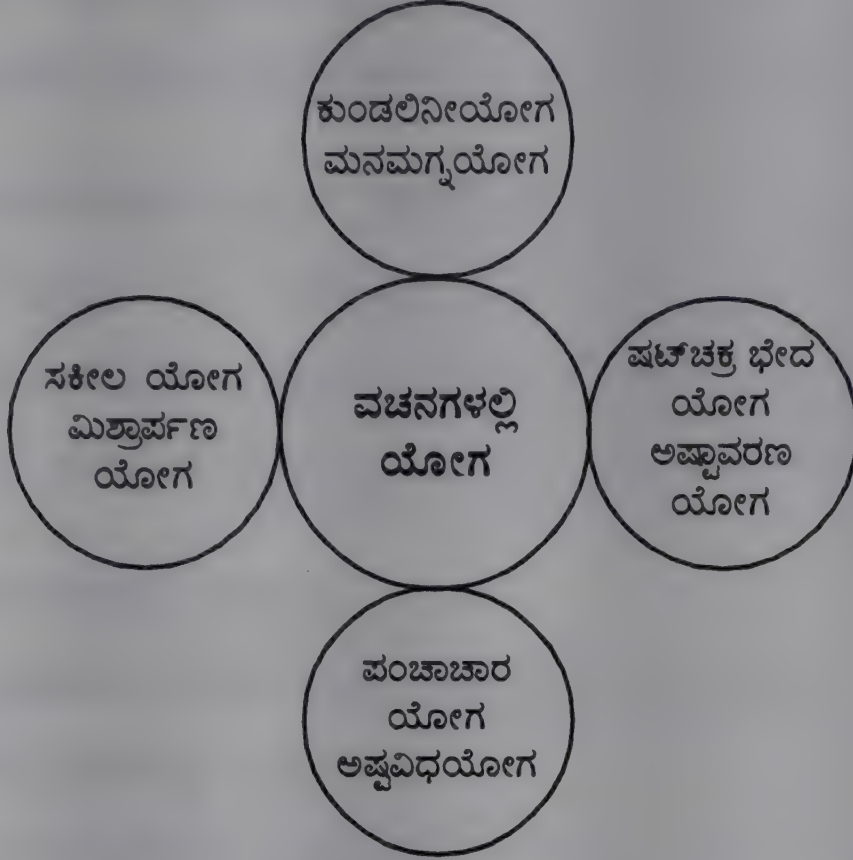 ಕುಂಡಲಿನೀಯೋಗ
ಮನಮಗ್ನಯೋಗ
ಸಕೀಲ ಯೋಗ
ಮಿಶ್ರಾರ್ಪಣ
ಯೋಗ
ವಚನಗಳಲ್ಲಿ
ಯೋಗ
ಷಟ್‌ಚಕ್ರ ಭೇದ
ಯೋಗ
ಅಷ್ಟಾವರಣ
ಯೋಗ
ಪಂಚಾಚಾರ
ಯೋಗ
ಅಷ್ಟವಿಧಯೋಗ